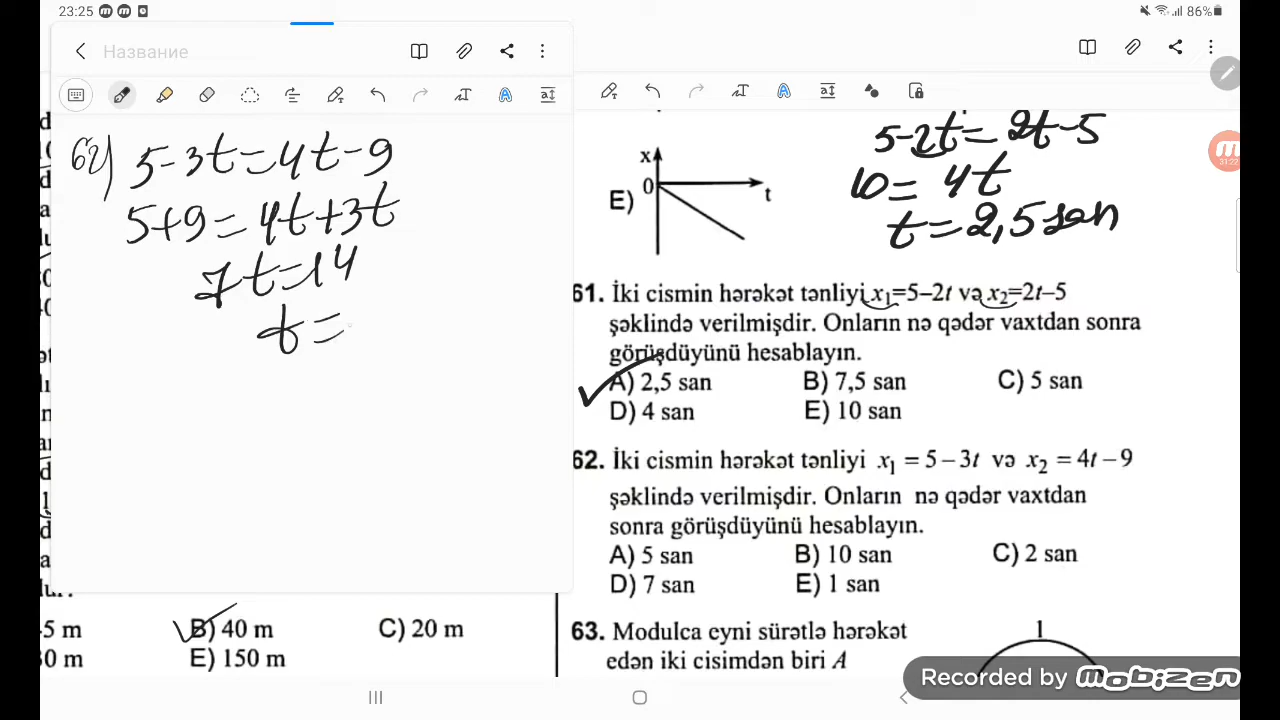 23:25
86%
Название
62) 5-3t=4t-9
5+9=4t+3t
7t=14
t=
5-2t=2t-5
10=4t
t=2,5san
x
0
t
E)
61. İki cismin hərəkət tənliyi x₁=5–2t və x₂=2t–5
şəklində verilmişdir. Onların nə qədər vaxtdan sonra
görüşdüyünü hesablayın.
A) 2,5 san B) 7,5 san C) 5 san
D) 4 san E) 10 san
62. İki cismin hərəkət tənliyi x₁ = 5 – 3t və x₂ = 4t – 9
şəklində verilmişdir. Onların nə qədər vaxtdan
sonra görüşdüyünü hesablayın.
A) 5 san B) 10 san C) 2 san
D) 7 san E) 1 san
63. Modulca eyni sürətlə hərəkət
edən iki cisimdən biri A
1
5 m B) 40 m C) 20 m
0 m E) 150 m
Recorded by mobizen